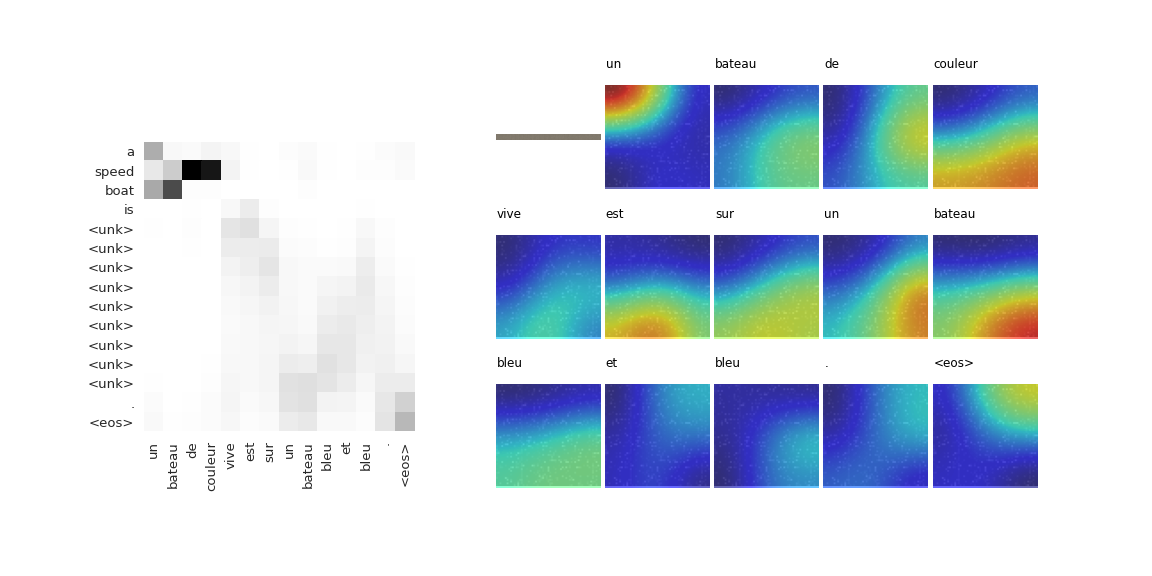 a
speed
boat
is
<unk>
<unk>
<unk>
<unk>
<unk>
<unk>
<unk>
<unk>
<unk>
.
<eos>
un
bateau
de
couleur
vive
est
sur
un
bateau
bleu
et
bleu
.
<eos>
un bateau de couleur
vive est sur un bateau
bleu et bleu . <eos>